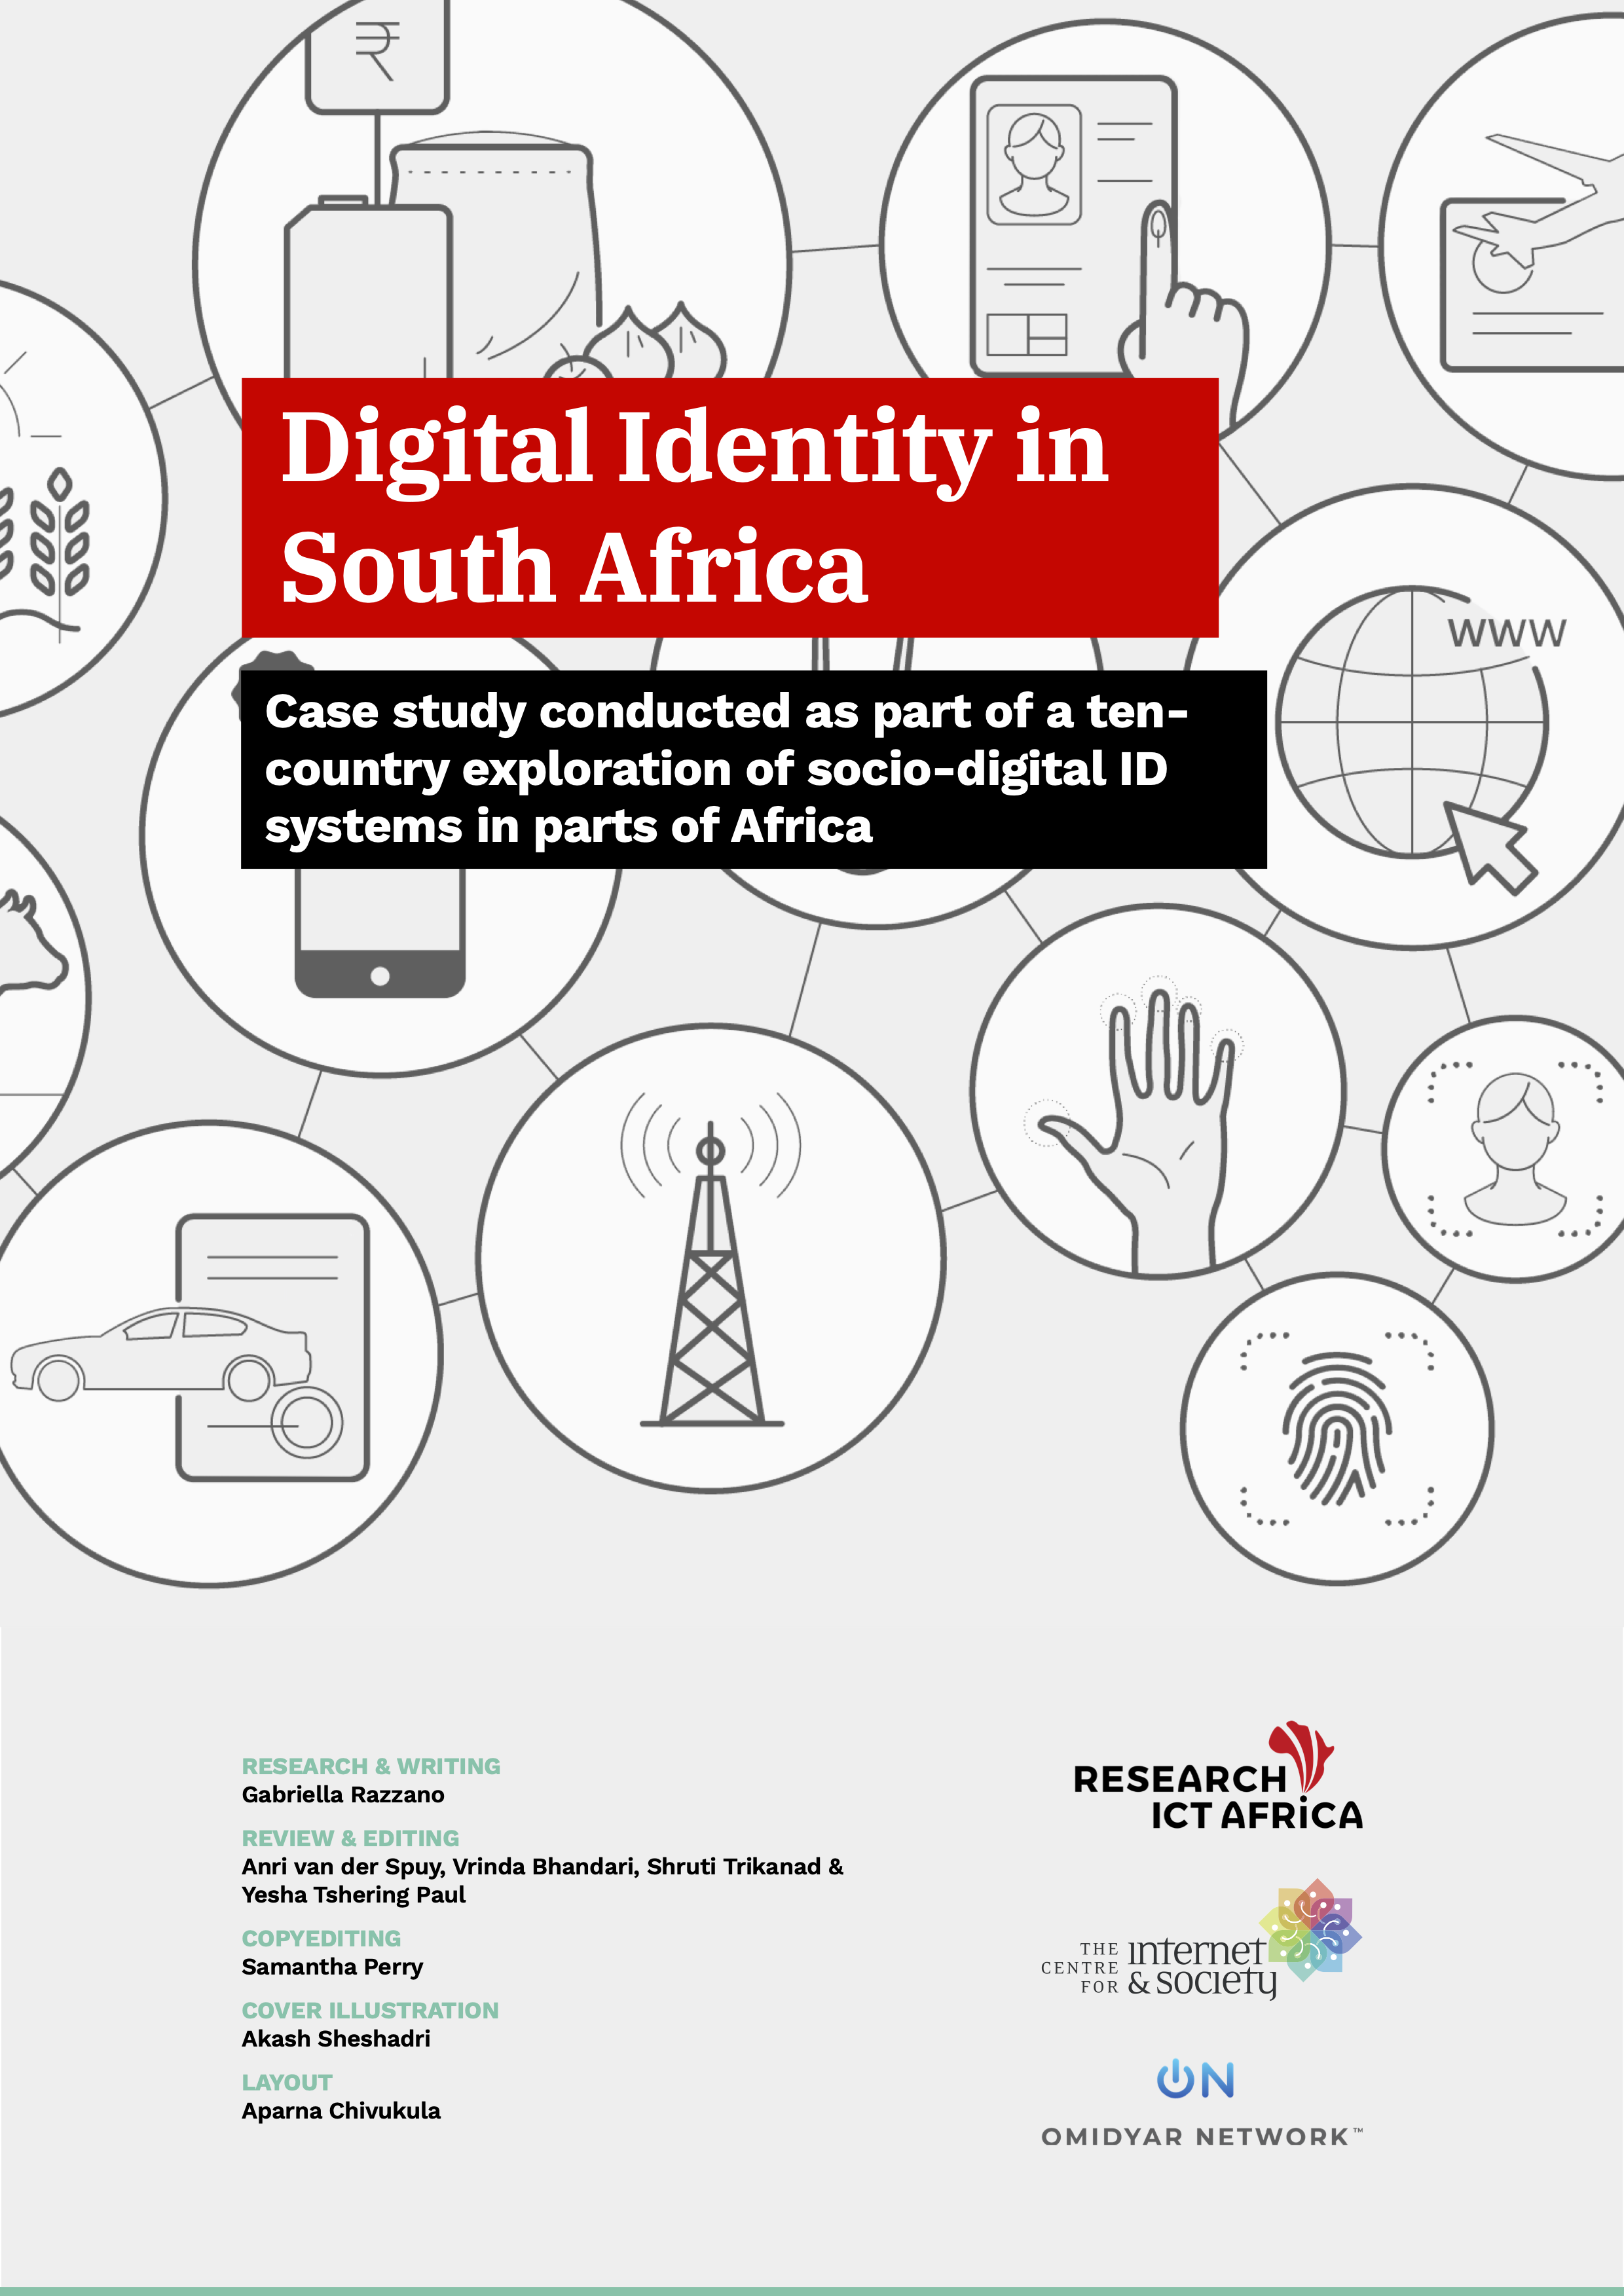 ₹
Digital Identity in
South Africa
WWW
Case study conducted as part of a ten-
country exploration of socio-digital ID
systems in parts of Africa
RESEARCH & WRITING
Gabriella Razzano
REVIEW & EDITING
Anri van der Spuy, Vrinda Bhandari, Shruti Trikanad &
Yesha Tshering Paul
COPYEDITING
Samantha Perry
COVER ILLUSTRATION
Akash Sheshadri
LAYOUT
Aparna Chivukula
RESEARCH
ICT AFRICA
THE
CENTRE
FOR
internet
& society
ON
OMIDYAR NETWORK™